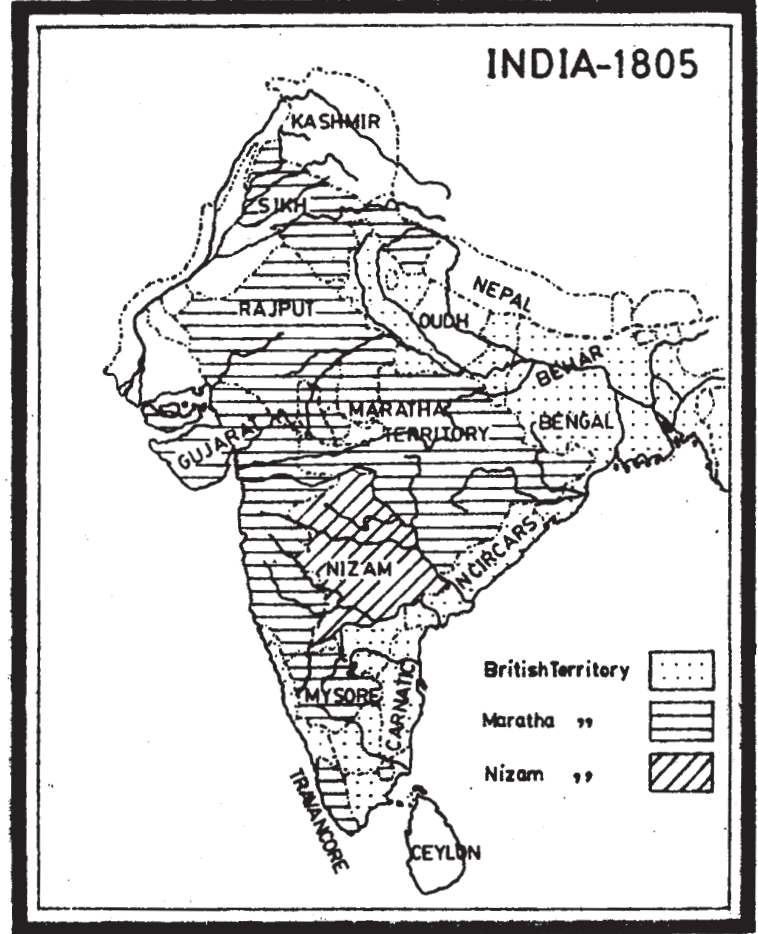 INDIA-1805
KASHMIR
SIKH
NEPAL
RAJPUT
OUDH
BEHAR
MARATHA
TERRITORY
BENGAL
GUJARAT
N CIRCARS
NIZAM
British Territory
MYSORE
CARNATIC
Maratha ,,
Nizam ,,
TRAVANCORE
CEYLON